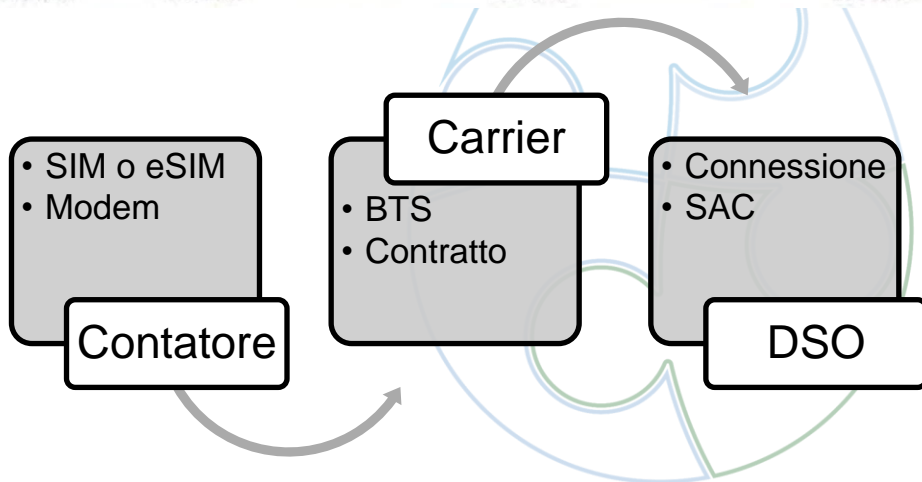 • SIM o eSIM
• Modem
Contatore
Carrier
• BTS
• Contratto
• Connessione
• SAC
DSO